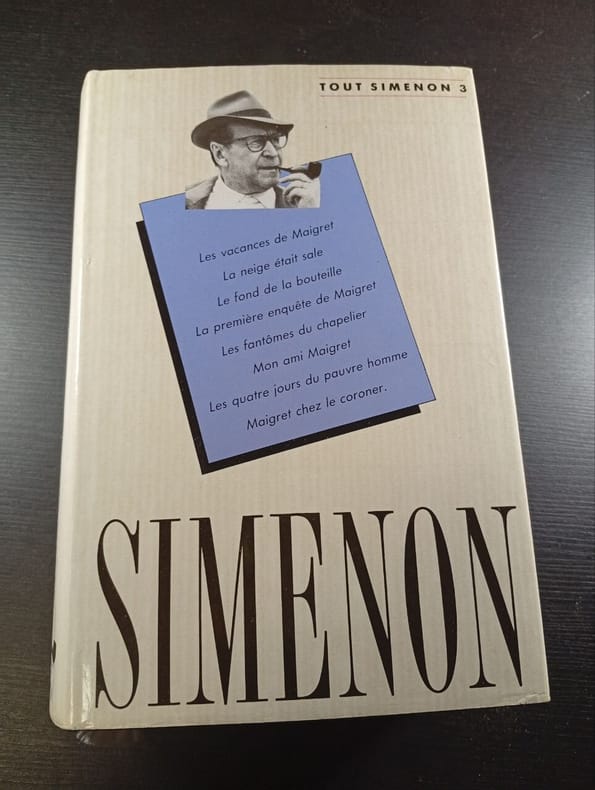 TOUT SIMENON 3
Les vacances de Maigret
La neige était sale
Le fond de la bouteille
La première enquête de Maigret
Les fantômes du chapelier
Mon ami Maigret
Les quatre jours du pauvre homme
Maigret chez le coroner.
SIMENON